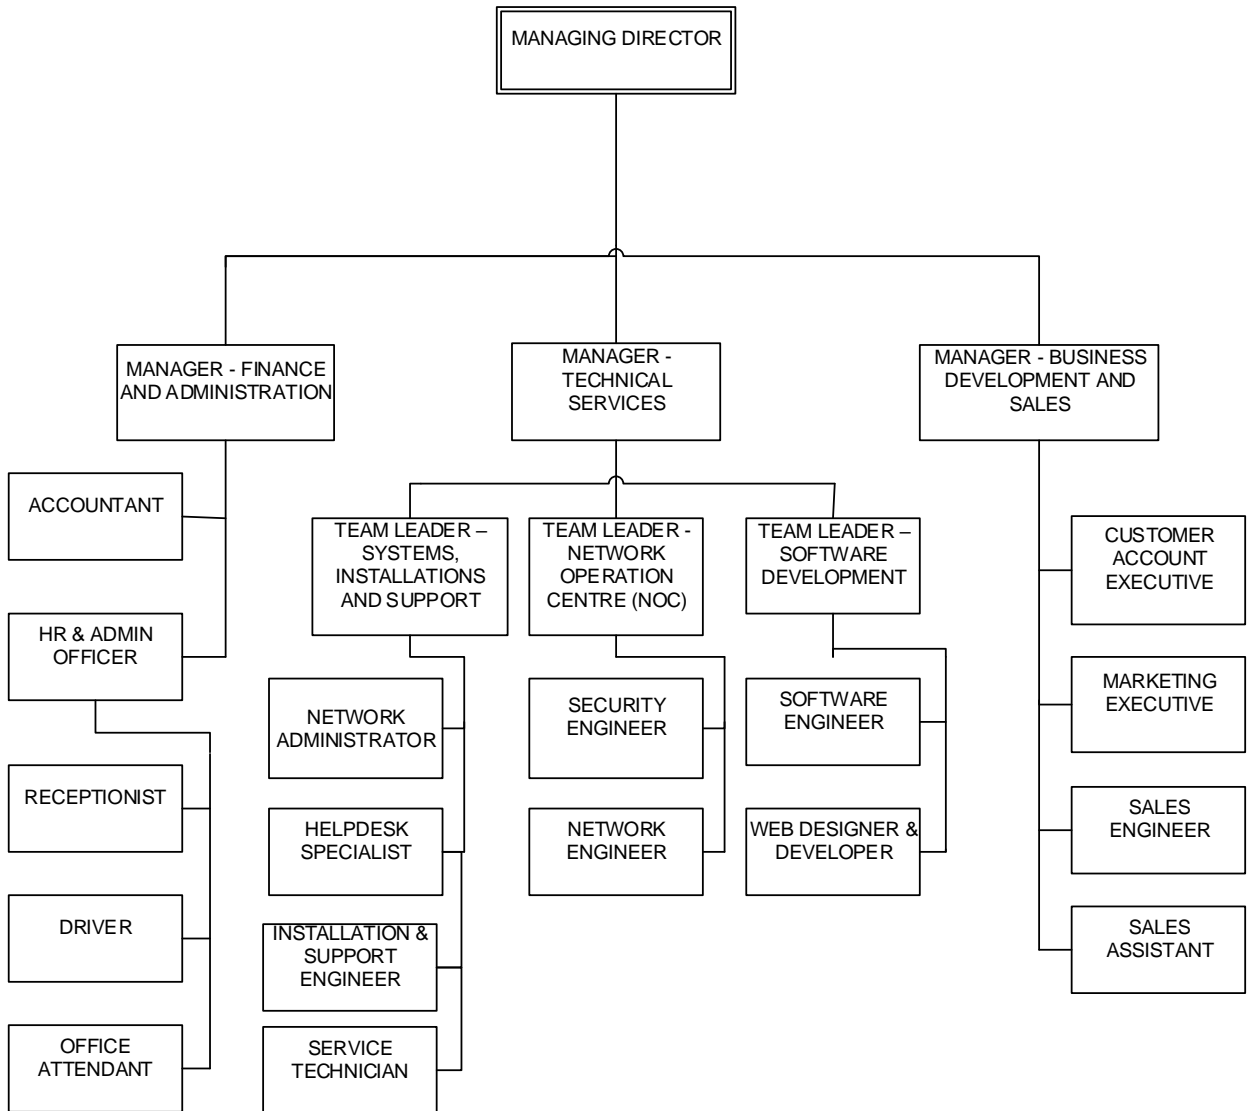 MANAGING DIRECTOR
MANAGER - FINANCE
AND ADMINISTRATION
MANAGER -
TECHNICAL
SERVICES
MANAGER - BUSINESS
DEVELOPMENT AND
SALES
ACCOUNTANT
HR & ADMIN
OFFICER
RECEPTIONIST
DRIVER
OFFICE
ATTENDANT
TEAM LEADER –
SYSTEMS,
INSTALLATIONS
AND SUPPORT
NETWORK
ADMINISTRATOR
HELPDESK
SPECIALIST
INSTALLATION &
SUPPORT
ENGINEER
SERVICE
TECHNICIAN
TEAM LEADER -
NETWORK
OPERATION
CENTRE (NOC)
SECURITY
ENGINEER
NETWORK
ENGINEER
TEAM LEADER –
SOFTWARE
DEVELOPMENT
SOFTWARE
ENGINEER
WEB DESIGNER &
DEVELOPER
CUSTOMER
ACCOUNT
EXECUTIVE
MARKETING
EXECUTIVE
SALES
ENGINEER
SALES
ASSISTANT